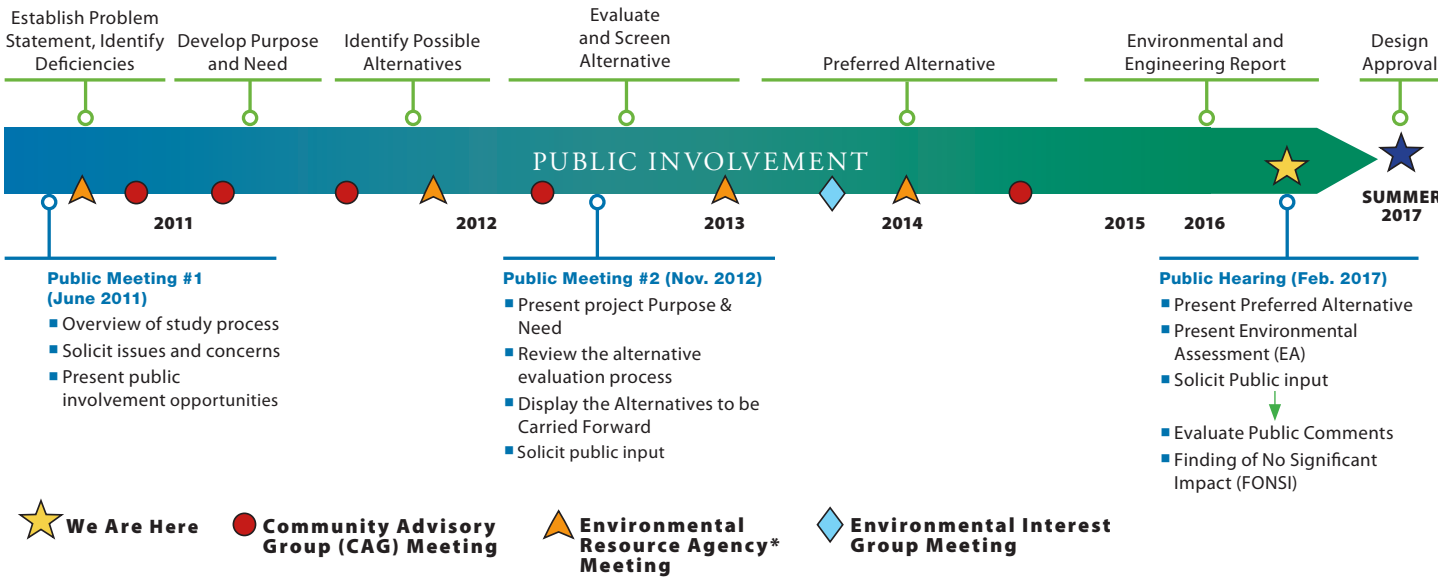 Establish Problem
Statement, Identify
Deficiencies
Develop Purpose
and Need
Identify Possible
Alternatives
Evaluate
and Screen
Alternative
Preferred Alternative
Environmental and
Engineering Report
Design
Approval
PUBLIC INVOLVEMENT
2011
2012
2013
2014
2015
2016
SUMMER
2017
Public Meeting #1
(June 2011)
Overview of study process
Solicit issues and concerns
Present public
involvement opportunities
Public Meeting #2 (Nov. 2012)
Present project Purpose &
Need
Review the alternative
evaluation process
Display the Alternatives to be
Carried Forward
Solicit public input
Public Hearing (Feb. 2017)
Present Preferred Alternative
Present Environmental
Assessment (EA)
Solicit Public input
Evaluate Public Comments
Finding of No Significant
Impact (FONSI)
We Are Here
Community Advisory
Group (CAG) Meeting
Environmental
Resource Agency*
Meeting
Environmental Interest
Group Meeting